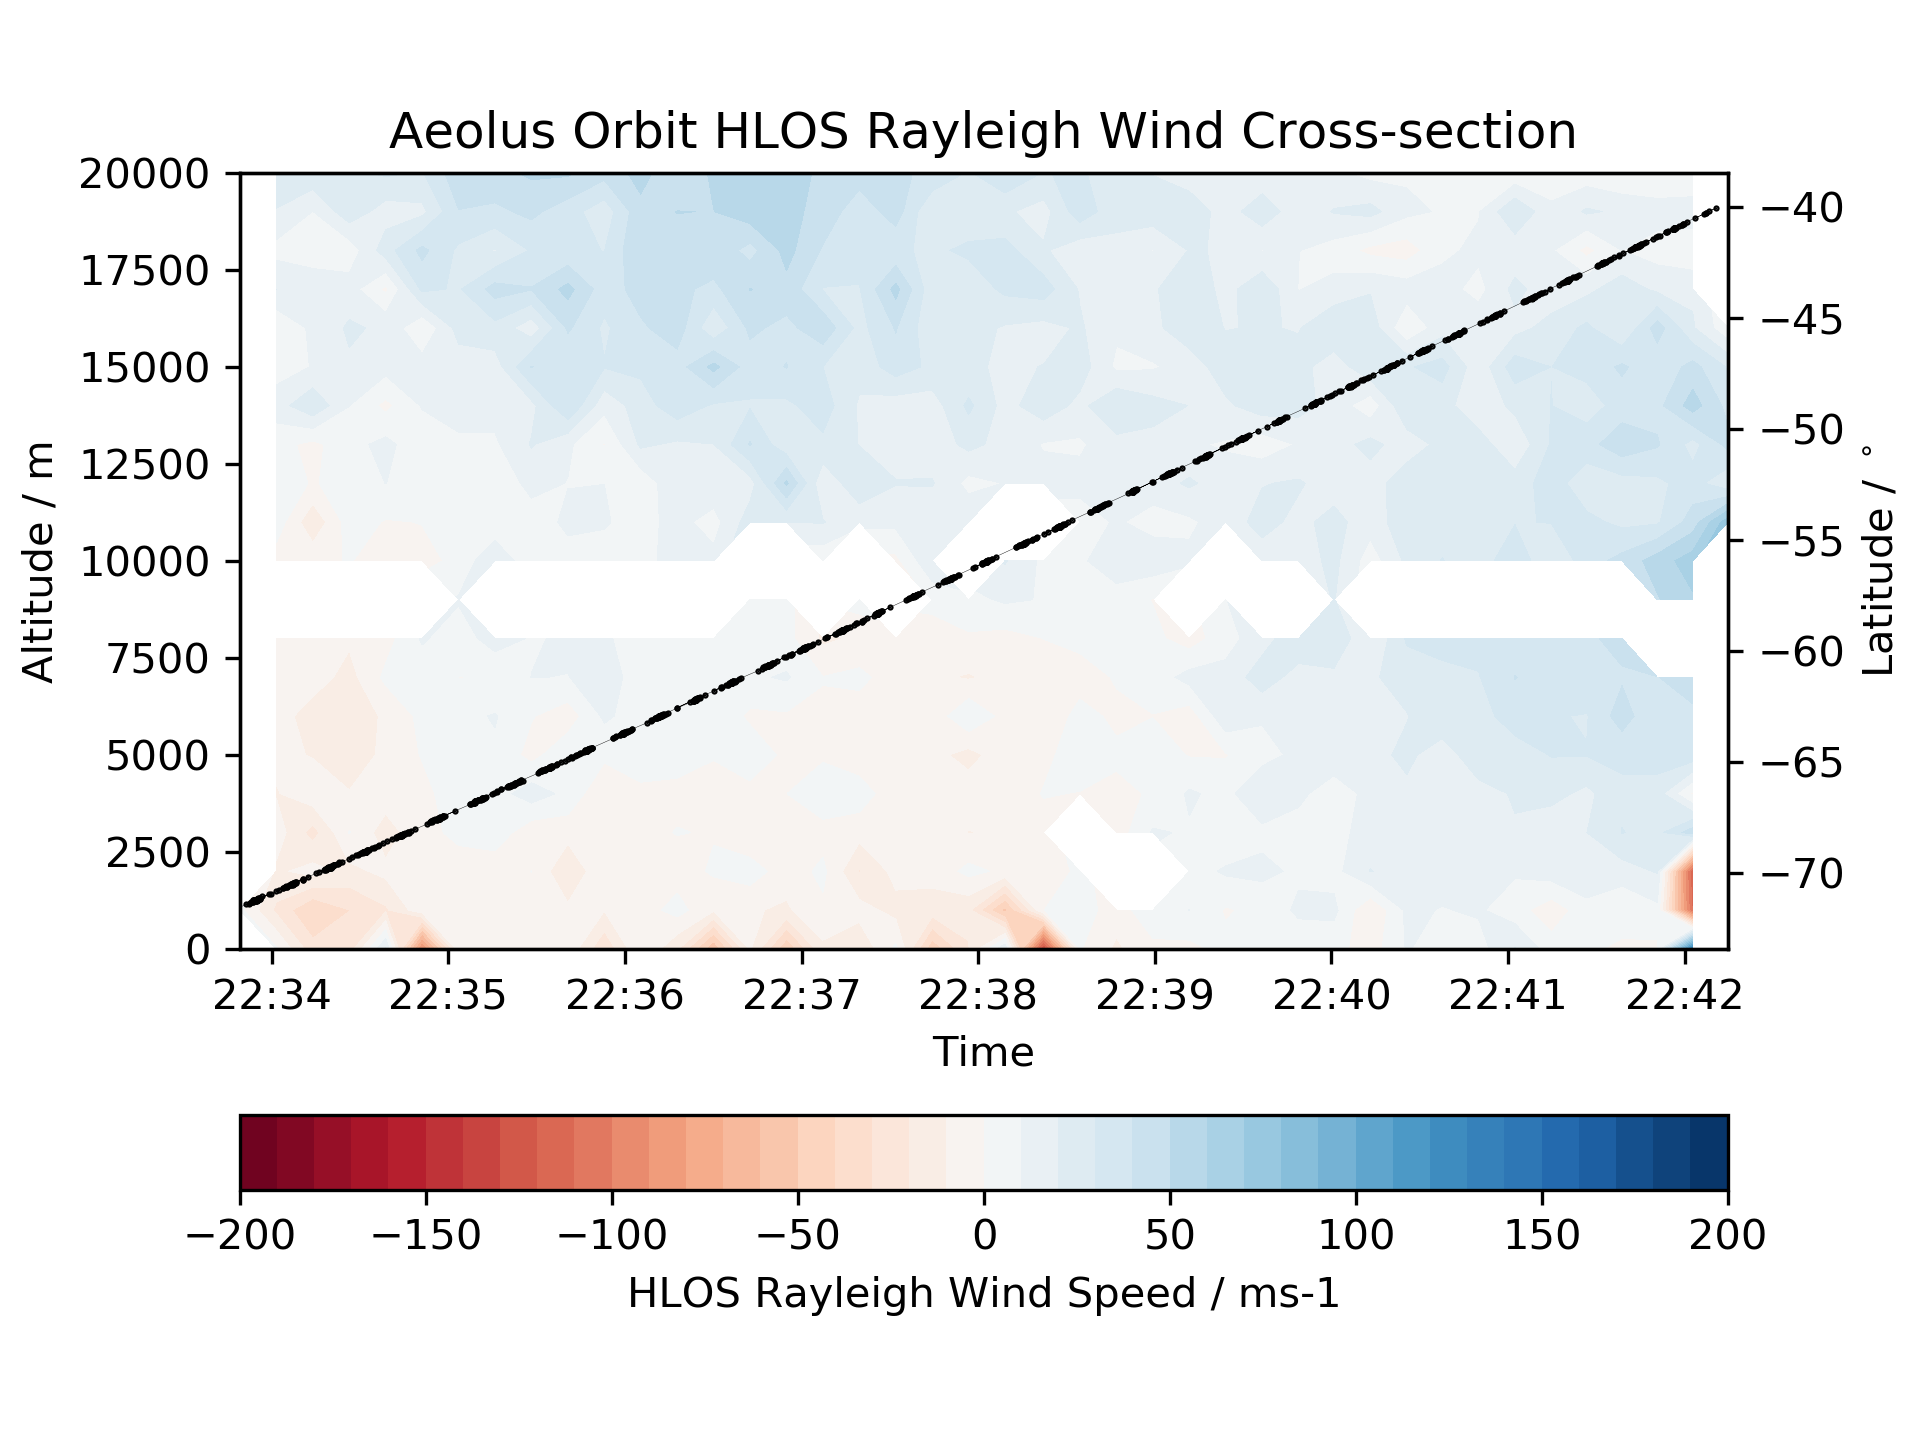 Aeolus Orbit HLOS Rayleigh Wind Cross-section
20000
17500
15000
12500
10000
7500
5000
2500
0
Altitude / m
−40
−45
−50
−55
−60
−65
−70
Latitude / °
22:34 22:35 22:36 22:37 22:38 22:39 22:40 22:41 22:42
Time
−200 −150 −100 −50 0 50 100 150 200
HLOS Rayleigh Wind Speed / ms-1